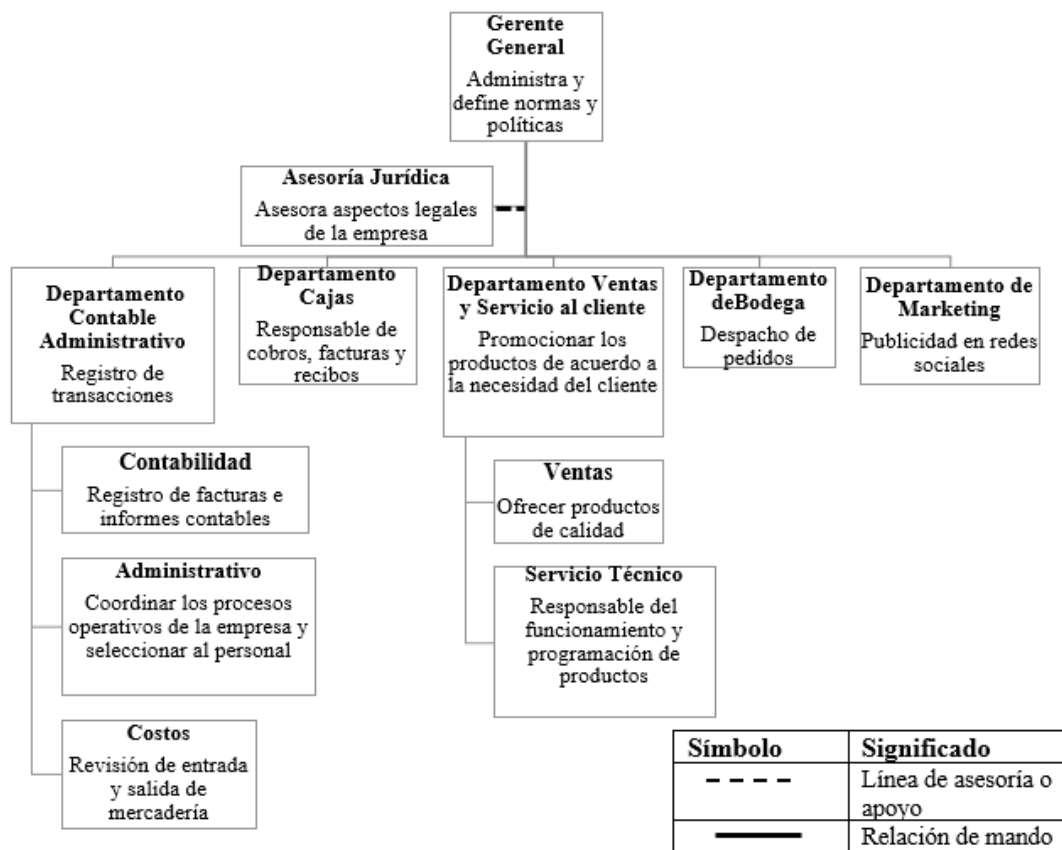 Gerente
General
Administra y
define normas y
políticas
Asesoría Jurídica
Asesora aspectos legales
de la empresa
Departamento
Contable
Administrativo
Registro de
transacciones
Departamento
Cajas
Responsable de
cobros, facturas y
recibos
Departamento Ventas
y Servicio al cliente
Promocionar los
productos de acuerdo a
la necesidad del cliente
Departamento
deBodega
Despacho de
pedidos
Departamento de
Marketing
Publicidad en redes
sociales
Contabilidad
Registro de facturas e
informes contables
Administrativo
Coordinar los procesos
operativos de la empresa y
seleccionar al personal
Costos
Revisión de entrada
y salida de
mercadería
Ventas
Ofrecer productos
de calidad
Servicio Técnico
Responsable del
funcionamiento y
programación de
productos
Símbolo Significado
Línea de asesoría o
apoyo
Relación de mando